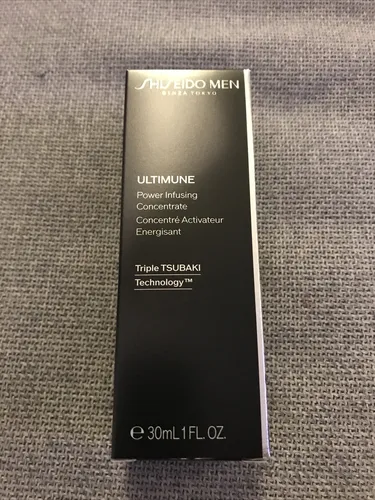 SHISEIDO MEN
GINZA TOKYO
ULTIMUNE
Power Infusing
Concentrate
Concentré Activateur
Energisant
Triple TSUBAKI
Technology™
℮ 30mL 1 FL. OZ.